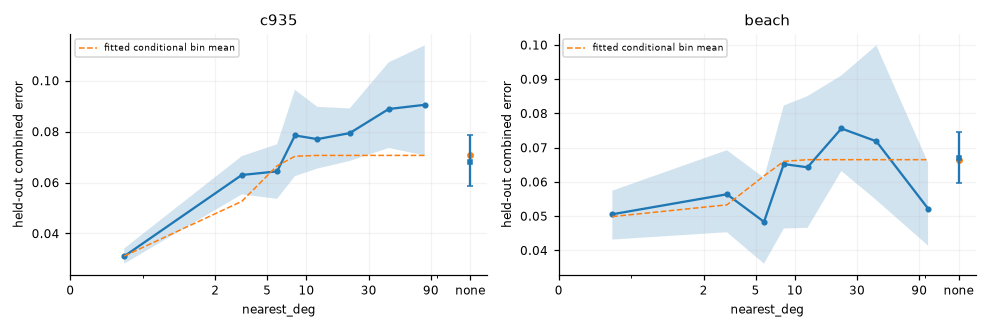 c935
fitted conditional bin mean
held-out combined error
0.10
0.08
0.06
0.04
0 2 5 10 30 90 none
nearest_deg
beach
fitted conditional bin mean
held-out combined error
0.10
0.09
0.08
0.07
0.06
0.05
0.04
0 2 5 10 30 90 none
nearest_deg